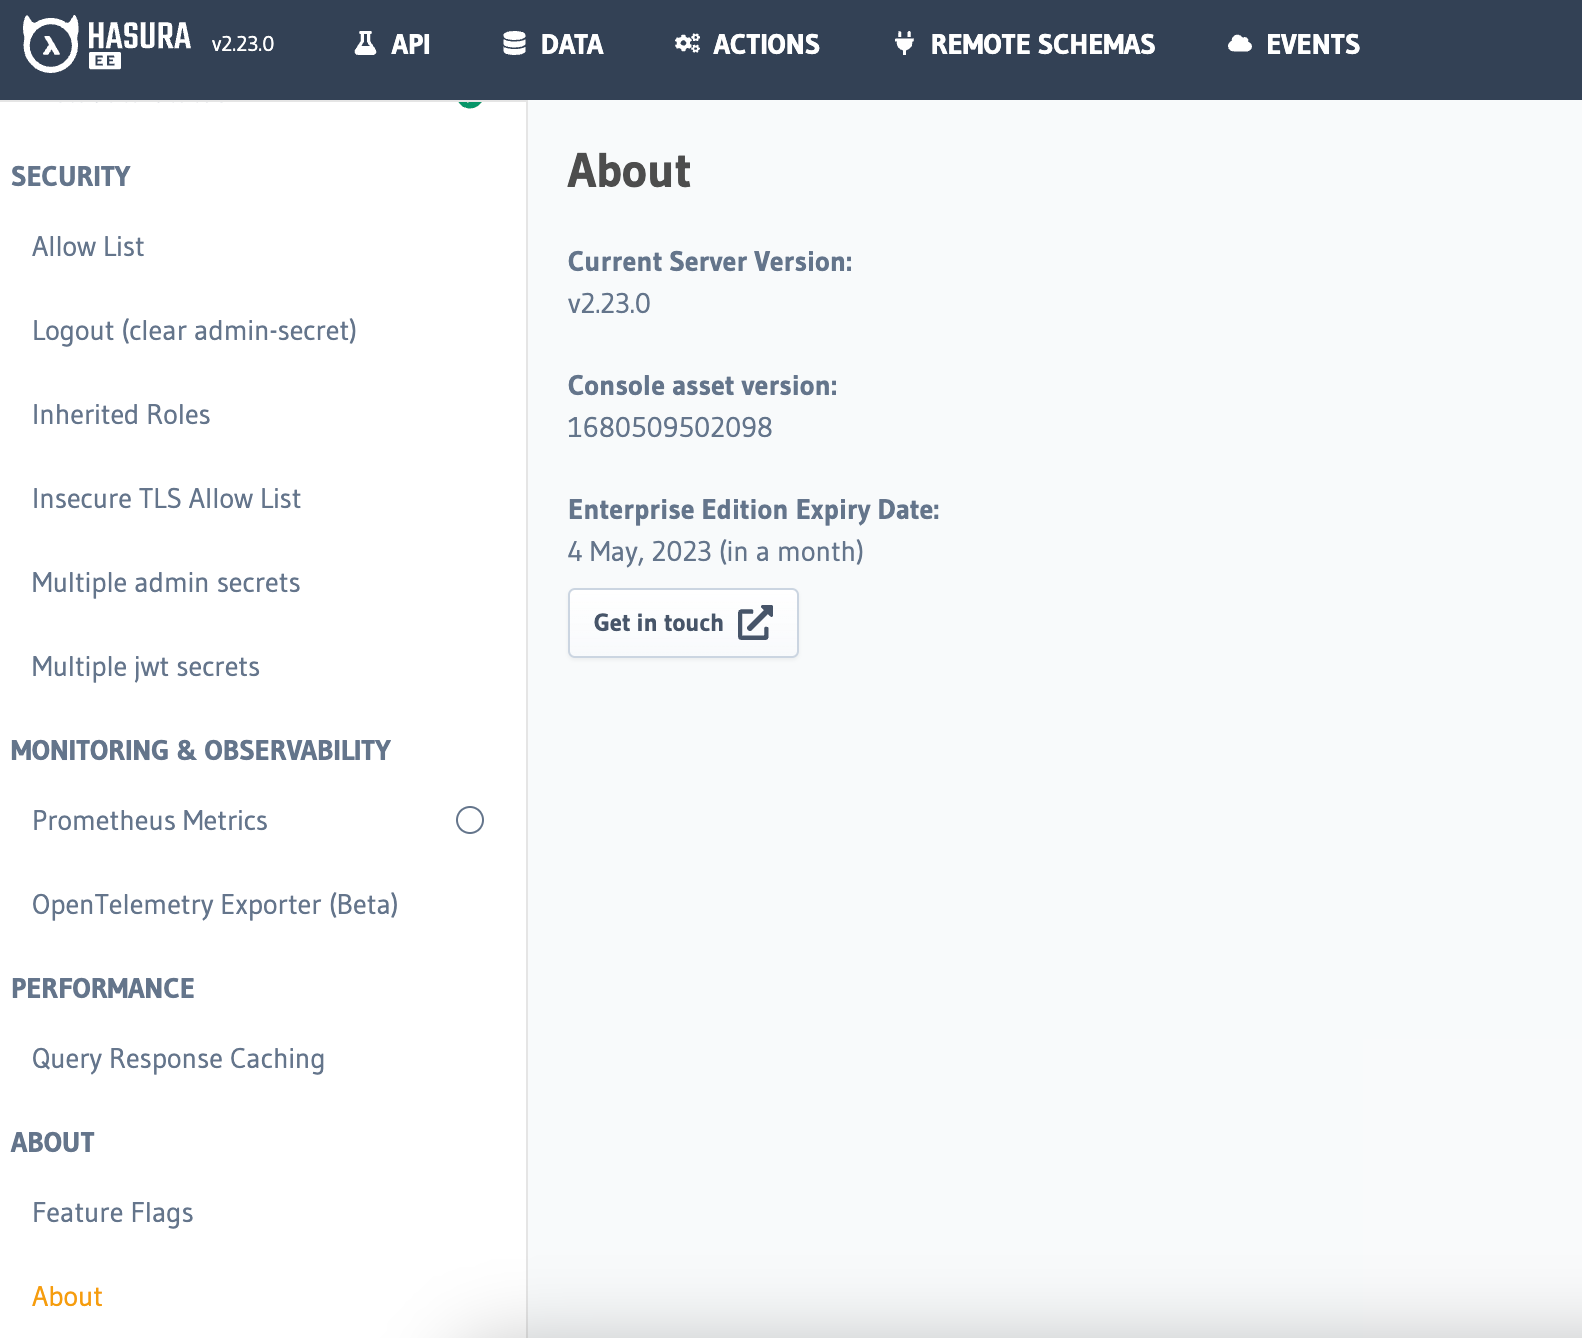 HASURA
EE
v2.23.0
API
DATA
ACTIONS
REMOTE SCHEMAS
EVENTS
SECURITY
Allow List
Logout (clear admin-secret)
Inherited Roles
Insecure TLS Allow List
Multiple admin secrets
Multiple jwt secrets
MONITORING & OBSERVABILITY
Prometheus Metrics
OpenTelemetry Exporter (Beta)
PERFORMANCE
Query Response Caching
ABOUT
Feature Flags
About
About
Current Server Version:
v2.23.0
Console asset version:
1680509502098
Enterprise Edition Expiry Date:
4 May, 2023 (in a month)
Get in touch